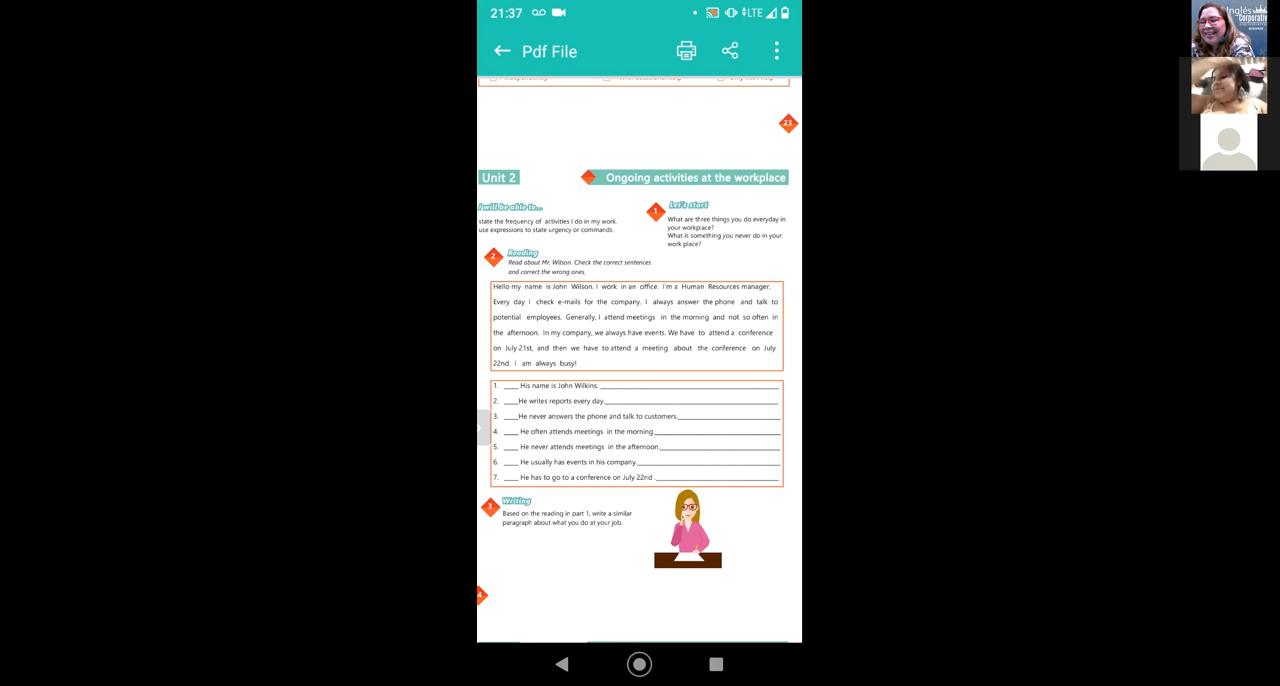 21:37
LTE
Pdf File
23
Unit 2
Ongoing activities at the workplace
I will be able to...
state the frequency of activities I do in my work.
use expressions to state urgency or commands.
1
Let's start
What are three things you do everyday in
your workplace?
What is something you never do in your
work place?
2
Reading
Read about Mr. Wilson. Check the correct sentences
and correct the wrong ones.
Hello my name is John Wilson. I work in an office. I'm a Human Resources manager.
Every day I check e-mails for the company. I always answer the phone and talk to
potential employees. Generally, I attend meetings in the morning and not so often in
the afternoon. In my company, we always have events. We have to attend a conference
on July 21st, and then we have to attend a meeting about the conference on July
22nd. I am always busy!
1. ____ His name is John Wilkins. ____
2. ____He writes reports every day.____
3. ____He never answers the phone and talk to customers.____
4. ____ He often attends meetings in the morning.____
5. ____ He never attends meetings in the afternoon.____
6. ____ He usually has events in his company.____
7. ____ He has to go to a conference on July 22nd .____
3
Writing
Based on the reading in part 1, write a similar
paragraph about what you do at your job.
4
Inglés
Corporativo